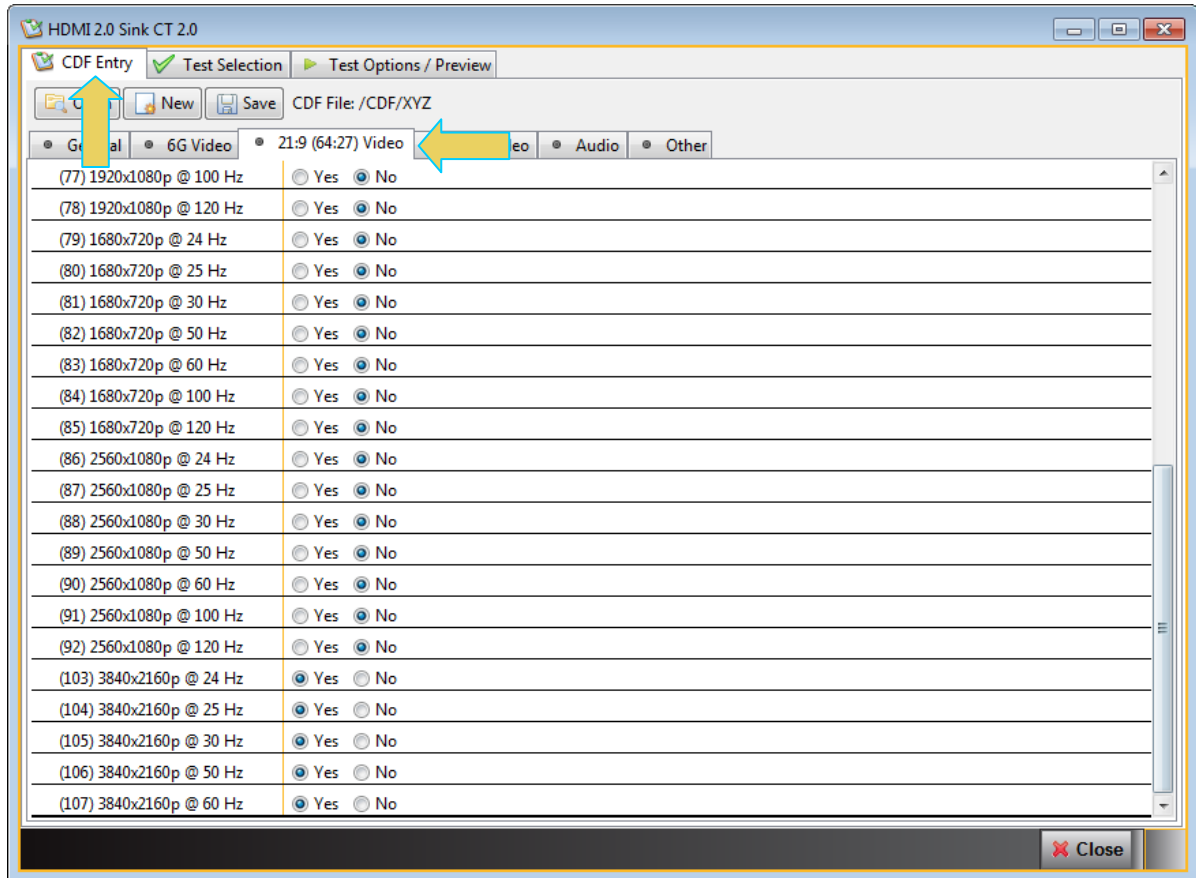 HDMI 2.0 Sink CT 2.0
CDF Entry Test Selection Test Options / Preview
New Save CDF File: /CDF/XYZ
6G Video 21:9 (64:27) Video Audio Other
(77) 1920x1080p @ 100 Hz Yes No
(78) 1920x1080p @ 120 Hz Yes No
(79) 1680x720p @ 24 Hz Yes No
(80) 1680x720p @ 25 Hz Yes No
(81) 1680x720p @ 30 Hz Yes No
(82) 1680x720p @ 50 Hz Yes No
(83) 1680x720p @ 60 Hz Yes No
(84) 1680x720p @ 100 Hz Yes No
(85) 1680x720p @ 120 Hz Yes No
(86) 2560x1080p @ 24 Hz Yes No
(87) 2560x1080p @ 25 Hz Yes No
(88) 2560x1080p @ 30 Hz Yes No
(89) 2560x1080p @ 50 Hz Yes No
(90) 2560x1080p @ 60 Hz Yes No
(91) 2560x1080p @ 100 Hz Yes No
(92) 2560x1080p @ 120 Hz Yes No
(103) 3840x2160p @ 24 Hz Yes No
(104) 3840x2160p @ 25 Hz Yes No
(105) 3840x2160p @ 30 Hz Yes No
(106) 3840x2160p @ 50 Hz Yes No
(107) 3840x2160p @ 60 Hz Yes No
Close